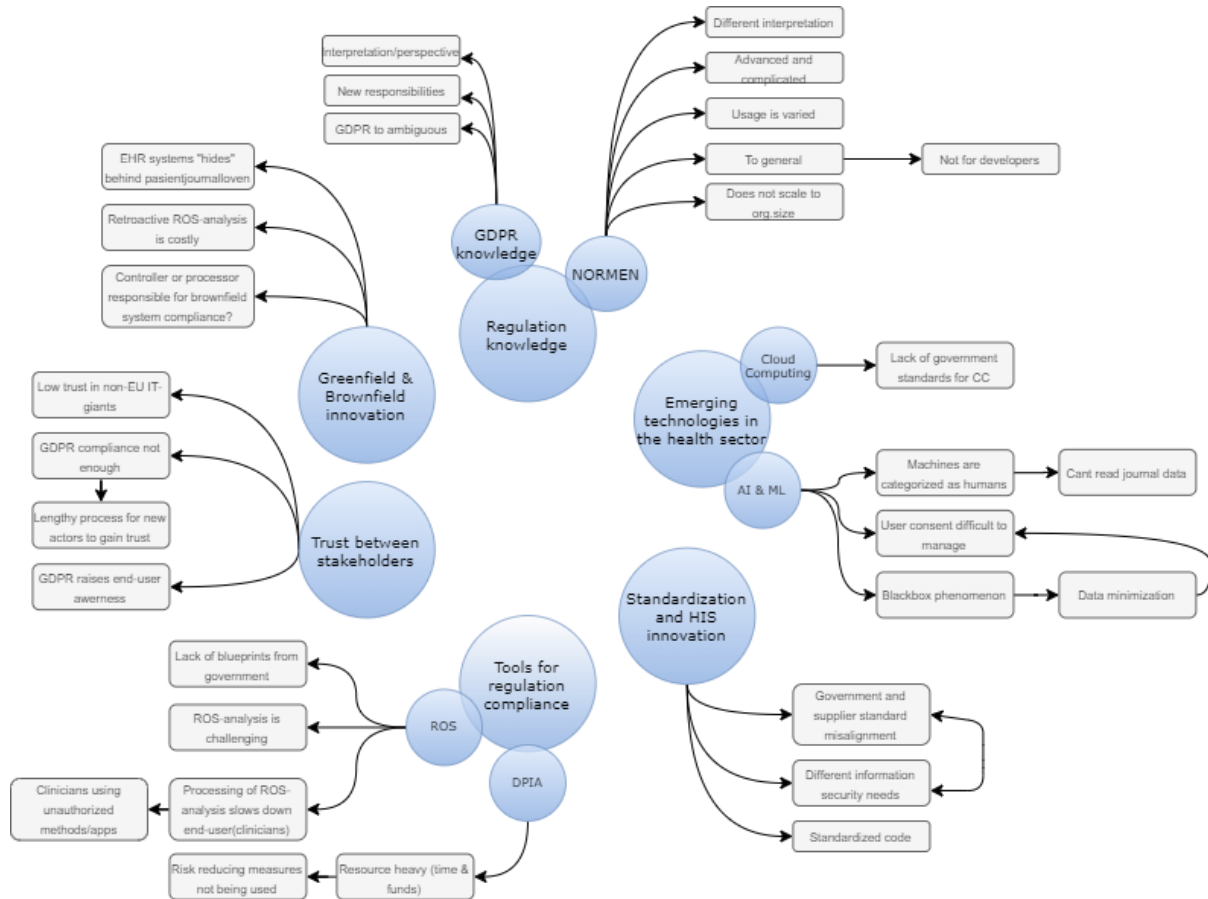 Different interpretation
Interpretation/perspective
Advanced and
complicated
New responsibilities
Usage is varied
GDPR to ambiguous
To general
Not for developers
Does not scale to
org.size
GDPR
knowledge
NORMEN
Regulation
knowledge
EHR systems "hides"
behind pasientjournalloven
Retroactive ROS-analysis
is costly
Controller or processor
responsible for brownfield
system compliance?
Greenfield &
Brownfield
innovation
Cloud
Computing
Lack of government
standards for CC
Emerging
technologies in
the health sector
AI & ML
Machines are
categorized as humans
Cant read journal data
User consent difficult to
manage
Blackbox phenomenon
Data minimization
Low trust in non-EU IT-
giants
GDPR compliance not
enough
Lengthy process for new
actors to gain trust
GDPR raises end-user
awerness
Trust between
stakeholders
Standardization
and HIS
innovation
Government and
supplier standard
misalignment
Different information
security needs
Standardized code
Tools for
regulation
compliance
ROS
DPIA
Lack of blueprints from
government
ROS-analysis is
challenging
Processing of ROS-
analysis slows down
end-user(clinicians)
Clinicians using
unauthorized
methods/apps
Resource heavy (time &
funds)
Risk reducing measures
not being used